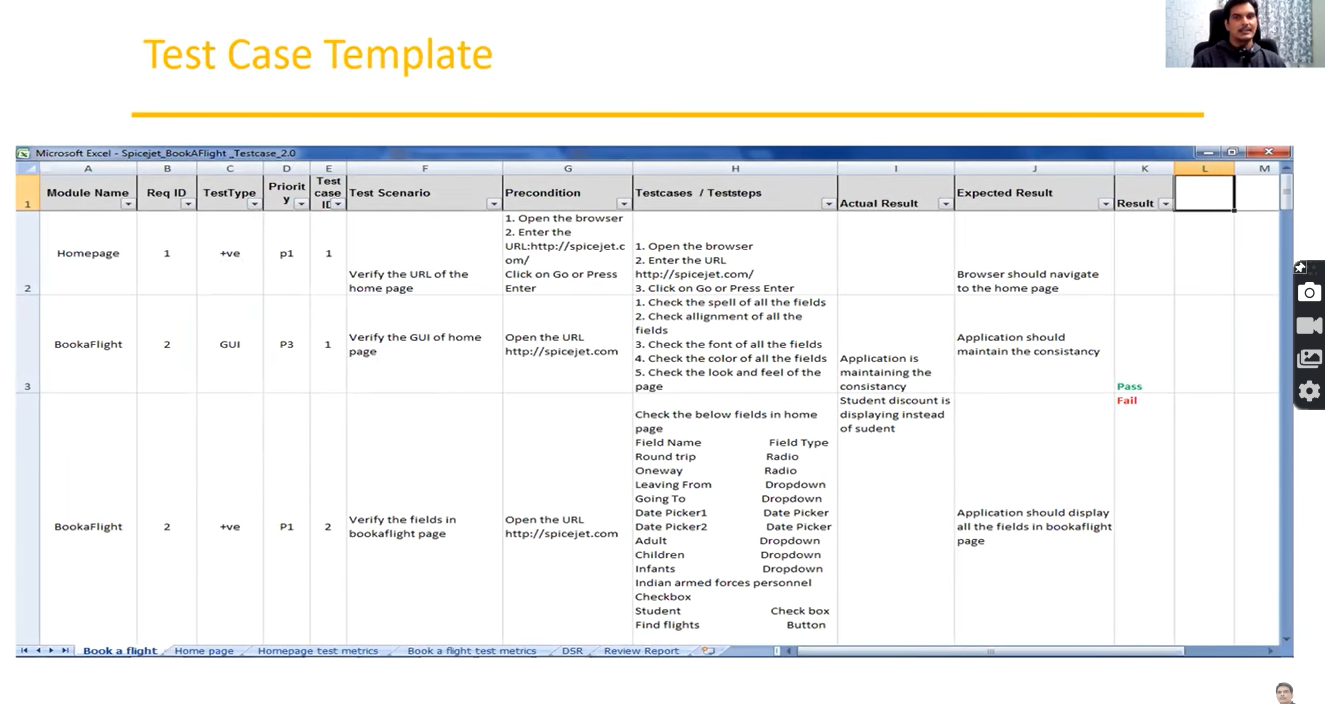 Test Case Template
Microsoft Excel - Spicejet_BookAFlight _Testcase_2.0
A B C D E F G H I J K L M
1 Module Name Req ID TestType Priorit y Test case ID Test Scenario Precondition Testcases / Teststeps Actual Result Expected Result Result
2 Homepage 1 +ve p1 1
Verify the URL of the
home page
1. Open the browser
2. Enter the
URL:http://spicejet.c
om/
Click on Go or Press
Enter
1. Open the browser
2. Enter the URL
http://spicejet.com/
3. Click on Go or Press Enter
Browser should navigate
to the home page
3 BookaFlight 2 GUI P3 1
Verify the GUI of home
page
Open the URL
http://spicejet.com
1. Check the spell of all the fields
2. Check allignment of all the
fields
3. Check the font of all the fields
4. Check the color of all the fields
5. Check the look and feel of the
page
Application is
maintaining the
consistancy
Application should
maintain the consistancy
Pass
BookaFlight 2 +ve P1 2
Verify the fields in
bookaflight page
Open the URL
http://spicejet.com
Check the below fields in home
page
Field Name Field Type
Round trip Radio
Oneway Radio
Leaving From Dropdown
Going To Dropdown
Date Picker1 Date Picker
Date Picker2 Date Picker
Adult Dropdown
Children Dropdown
Infants Dropdown
Indian armed forces personnel
Checkbox
Student Check box
Find flights Button
Student discount is
displaying instead
of sudent
Application should display
all the fields in bookaflight
page
Fail
Book a flight Home page Homepage test metrics Book a flight test metrics DSR Review Report